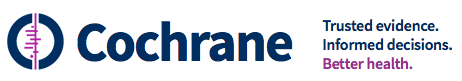 Cochrane
Trusted evidence.
Informed decisions.
Better health.